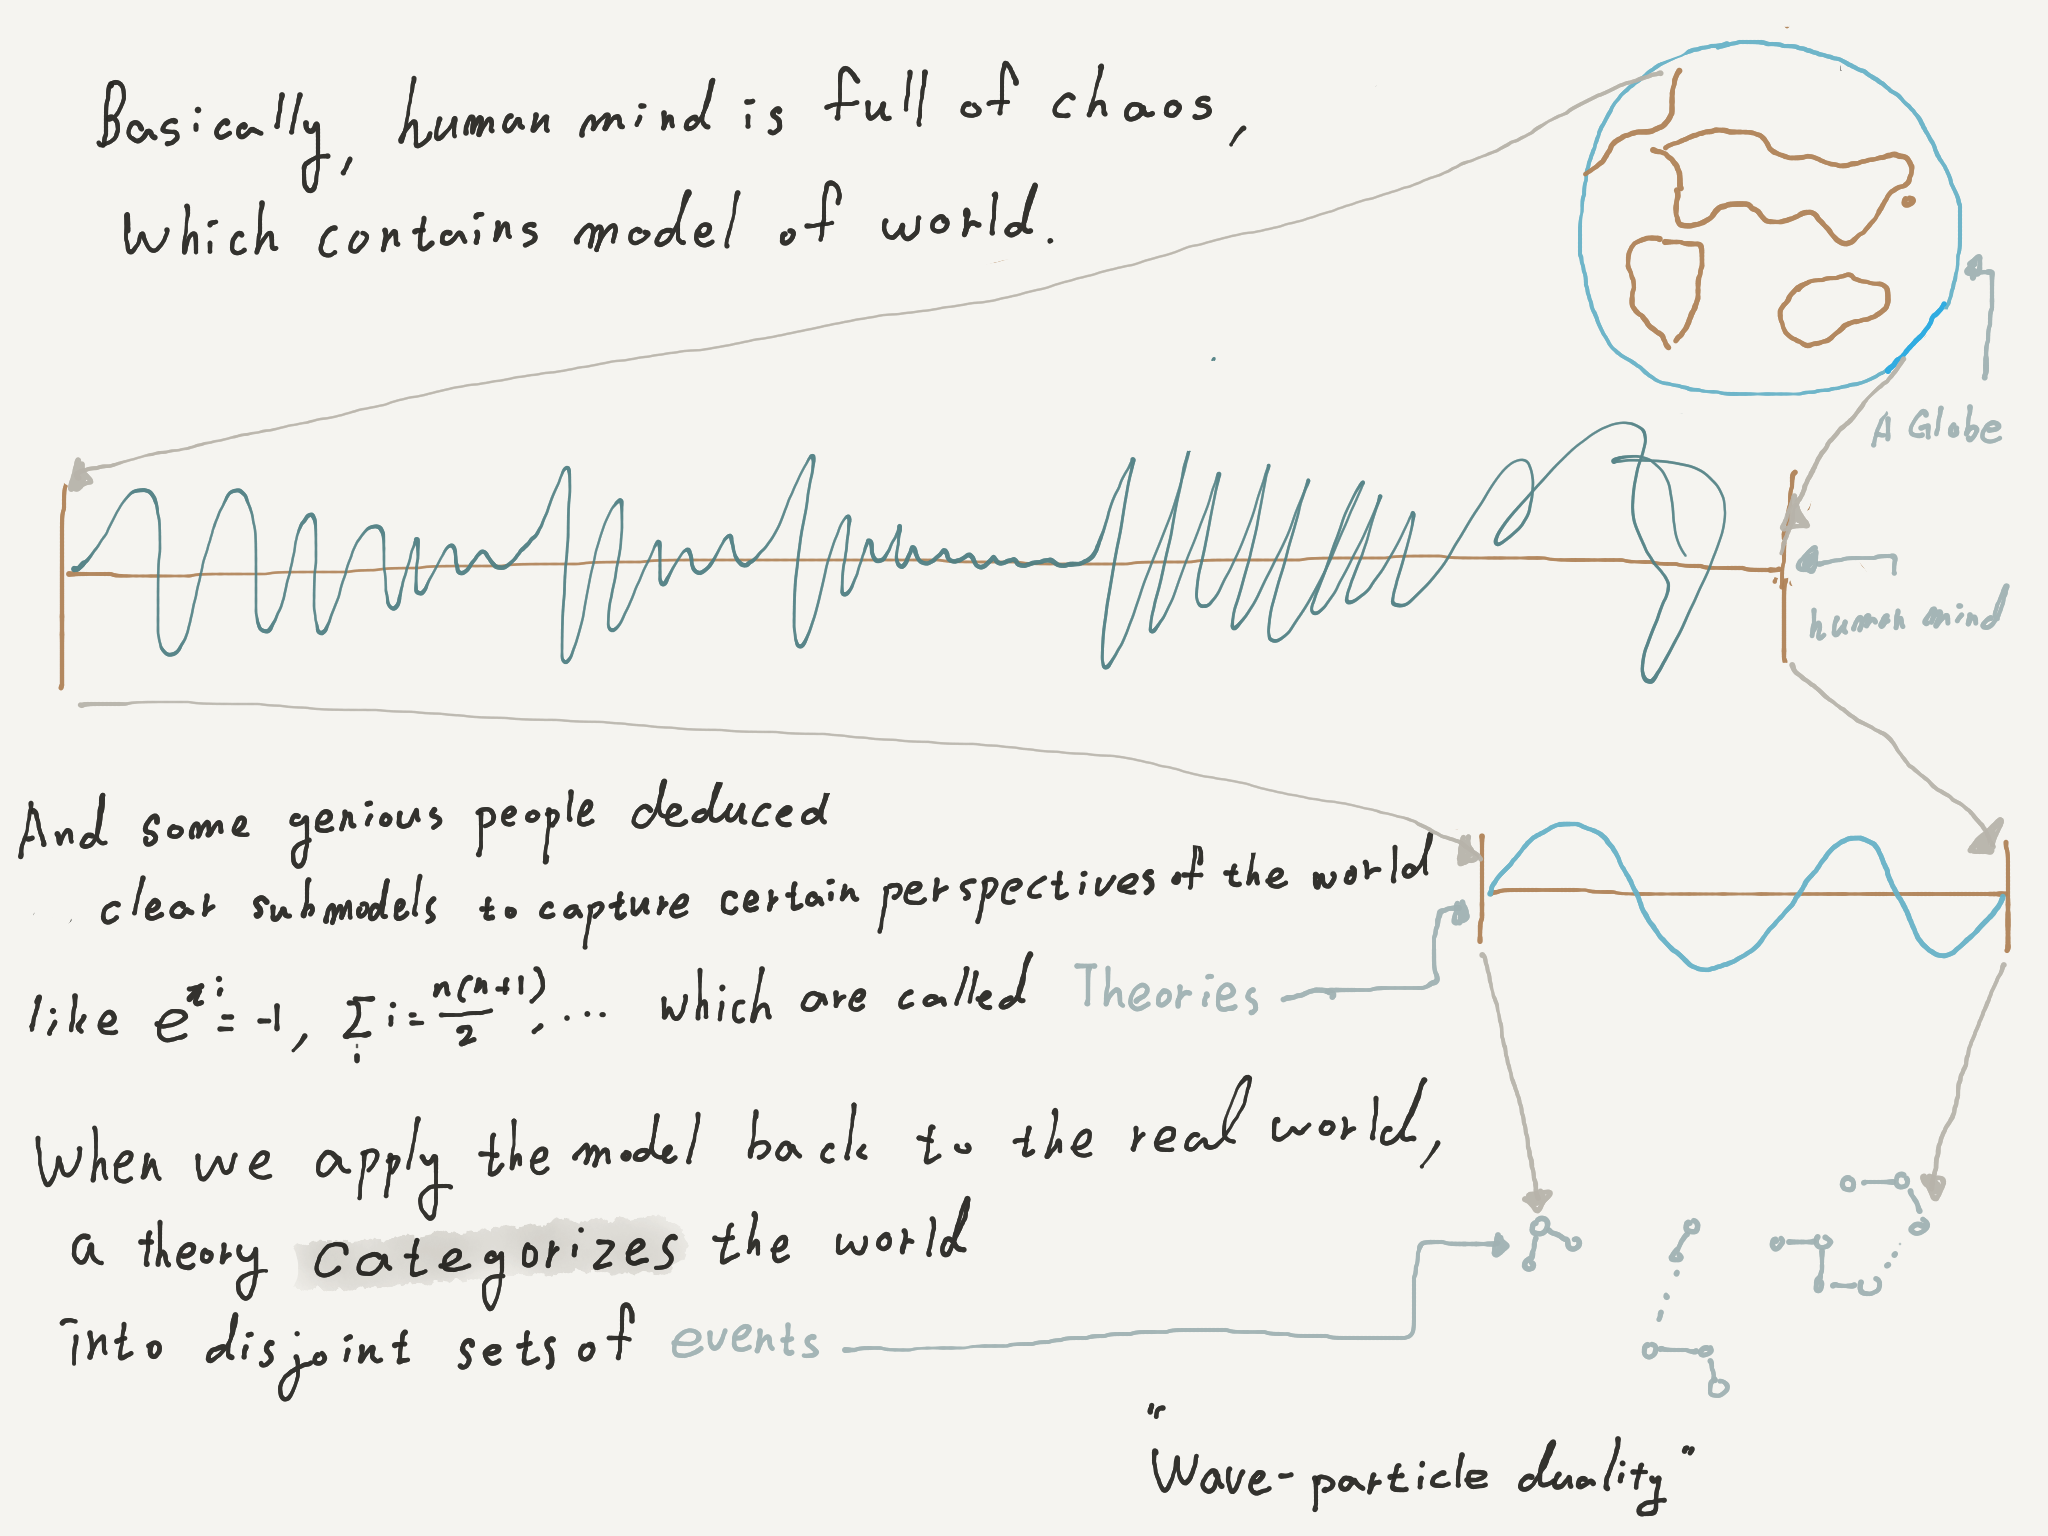 Basically, human mind is full of chaos,
which contains model of world.
A Globe
human mind
And some genious people deduced
clear submodels to capture certain perspectives of the world
like e^πi = -1, ∑i i = n(n+1)/2, ... which are called Theories
When we apply the model back to the real world,
a theory categorizes the world
into disjoint sets of events
"Wave-particle duality"